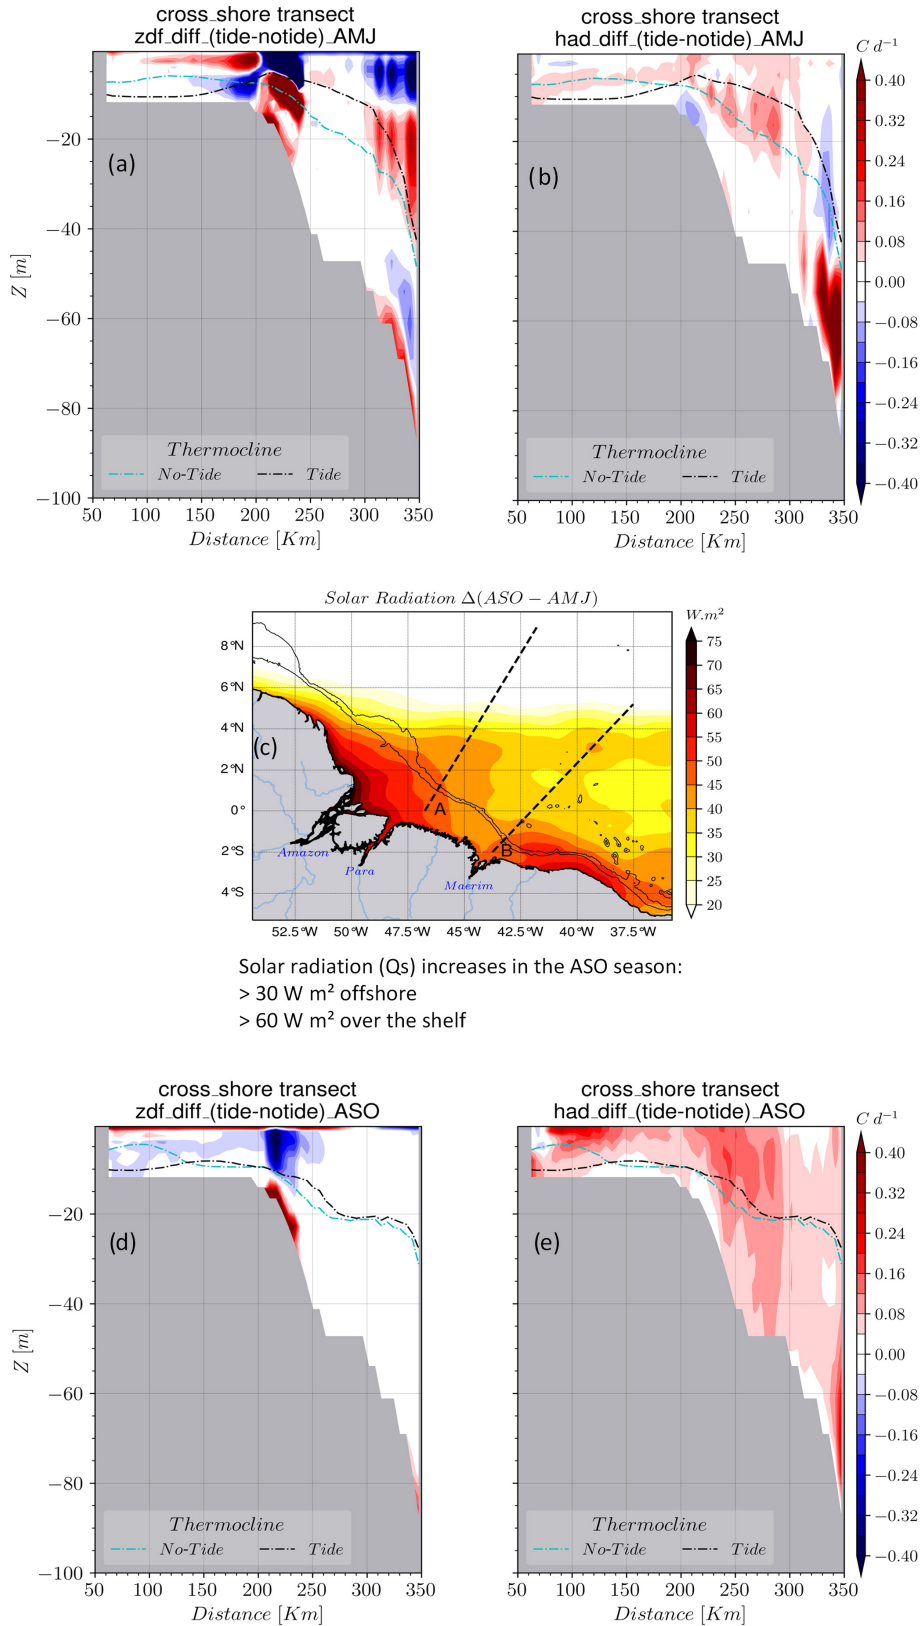 cross_shore transect
zdf_diff_(tide-notide)_AMJ
cross_shore transect
had_diff_(tide-notide)_AMJ
C d⁻¹
(a)
−20
−40
−60
−80
−100
Z [m]
Thermocline
No-Tide
Tide
50 100 150 200 250 300 350
Distance [Km]
(b)
Thermocline
No-Tide
Tide
50 100 150 200 250 300 350
Distance [Km]
0.40
0.32
0.24
0.16
0.08
0.00
−0.08
−0.16
−0.24
−0.32
−0.40
Solar Radiation Δ(ASO − AMJ)
W.m²
8°N
6°N
4°N
2°N
0°
2°S
4°S
(c)
A
B
Amazon
Para
Maerim
52.5°W 50°W 47.5°W 45°W 42.5°W 40°W 37.5°W
75
70
65
60
55
50
45
40
35
30
25
20
Solar radiation (Qs) increases in the ASO season:
> 30 W m² offshore
> 60 W m² over the shelf
cross_shore transect
zdf_diff_(tide-notide)_ASO
cross_shore transect
had_diff_(tide-notide)_ASO
C d⁻¹
(d)
−20
−40
−60
−80
−100
Z [m]
Thermocline
No-Tide
Tide
50 100 150 200 250 300 350
Distance [Km]
(e)
Thermocline
No-Tide
Tide
50 100 150 200 250 300 350
Distance [Km]
0.40
0.32
0.24
0.16
0.08
0.00
−0.08
−0.16
−0.24
−0.32
−0.40